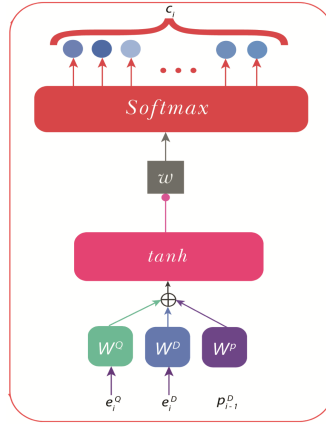 c_i
Softmax
w
tanh
W^Q W^D W^p
e_i^Q e_i^D p_{i-1}^D